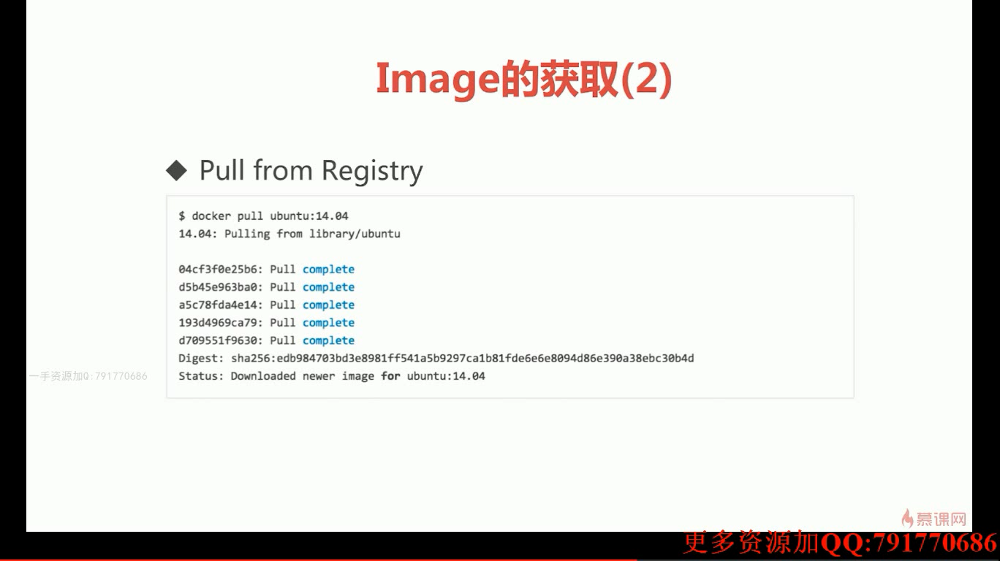 Image的获取(2)
◆ Pull from Registry
$ docker pull ubuntu:14.04
14.04: Pulling from library/ubuntu
04cf3f0e25b6: Pull complete
d5b45e963ba0: Pull complete
a5c78fda4e14: Pull complete
193d4969ca79: Pull complete
d709551f9630: Pull complete
Digest: sha256:edb984703bd3e8981ff541a5b9297ca1b81fde6e6e8094d86e390a38ebc30b4d
Status: Downloaded newer image for ubuntu:14.04
一手资源加Q:791770686
慕课网
更多资源加QQ:791770686